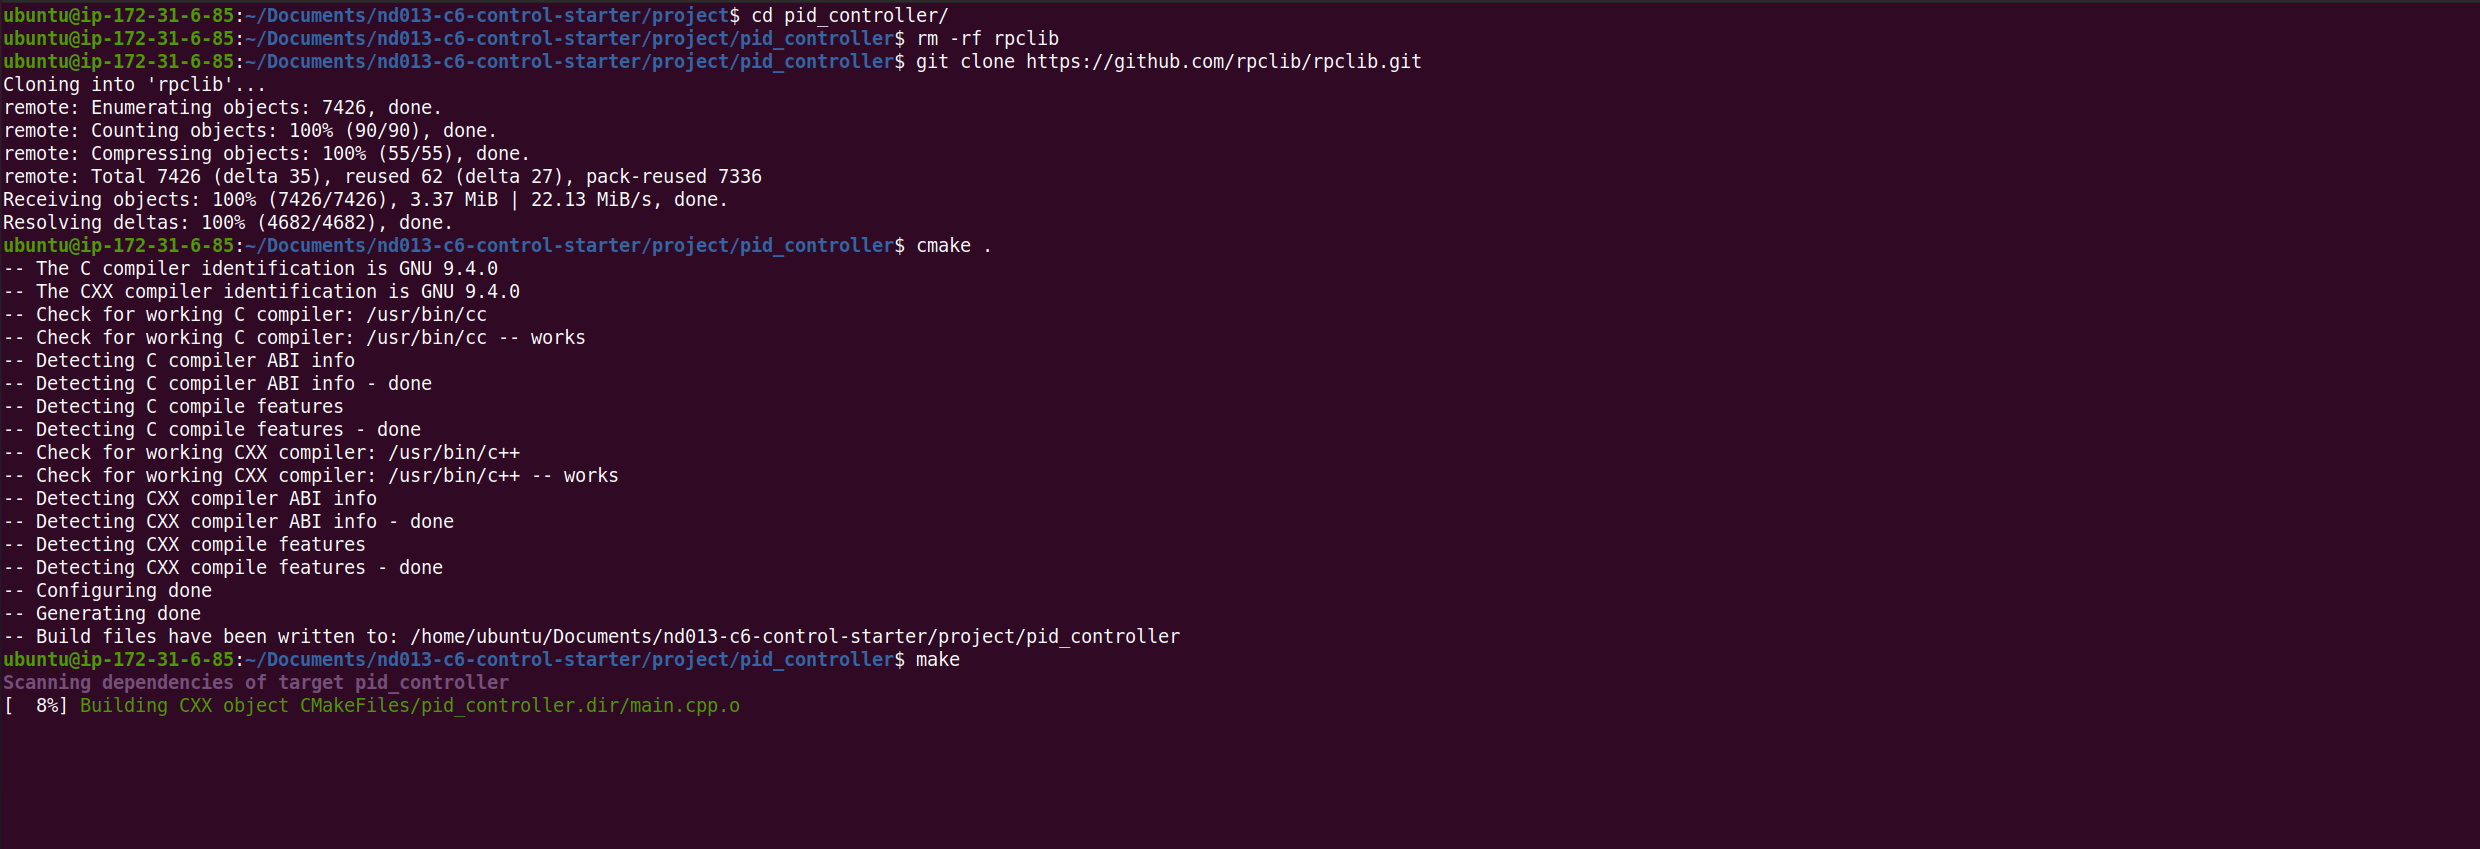 ubuntu@ip-172-31-6-85:~/Documents/nd013-c6-control-starter/project$ cd pid_controller/
ubuntu@ip-172-31-6-85:~/Documents/nd013-c6-control-starter/project/pid_controller$ rm -rf rpclib
ubuntu@ip-172-31-6-85:~/Documents/nd013-c6-control-starter/project/pid_controller$ git clone https://github.com/rpclib/rpclib.git
Cloning into 'rpclib'...
remote: Enumerating objects: 7426, done.
remote: Counting objects: 100% (90/90), done.
remote: Compressing objects: 100% (55/55), done.
remote: Total 7426 (delta 35), reused 62 (delta 27), pack-reused 7336
Receiving objects: 100% (7426/7426), 3.37 MiB | 22.13 MiB/s, done.
Resolving deltas: 100% (4682/4682), done.
ubuntu@ip-172-31-6-85:~/Documents/nd013-c6-control-starter/project/pid_controller$ cmake .
-- The C compiler identification is GNU 9.4.0
-- The CXX compiler identification is GNU 9.4.0
-- Check for working C compiler: /usr/bin/cc
-- Check for working C compiler: /usr/bin/cc -- works
-- Detecting C compiler ABI info
-- Detecting C compiler ABI info - done
-- Detecting C compile features
-- Detecting C compile features - done
-- Check for working CXX compiler: /usr/bin/c++
-- Check for working CXX compiler: /usr/bin/c++ -- works
-- Detecting CXX compiler ABI info
-- Detecting CXX compiler ABI info - done
-- Detecting CXX compile features
-- Detecting CXX compile features - done
-- Configuring done
-- Generating done
-- Build files have been written to: /home/ubuntu/Documents/nd013-c6-control-starter/project/pid_controller
ubuntu@ip-172-31-6-85:~/Documents/nd013-c6-control-starter/project/pid_controller$ make
Scanning dependencies of target pid_controller
[  8%] Building CXX object CMakeFiles/pid_controller.dir/main.cpp.o